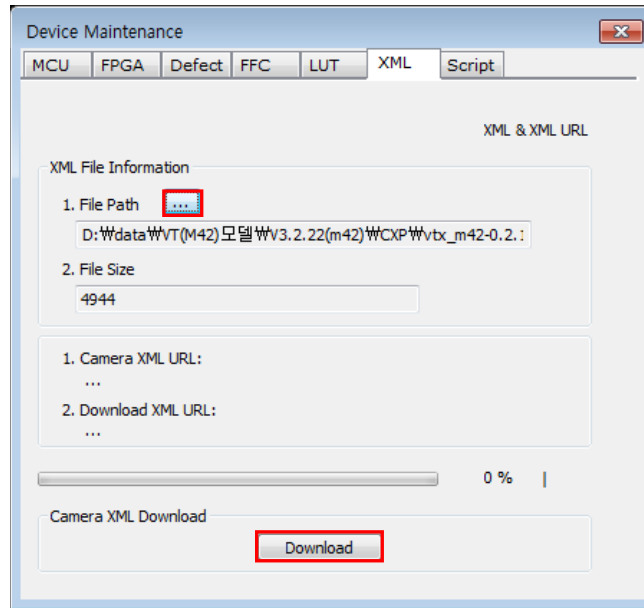 Device Maintenance
MCU FPGA Defect FFC LUT XML Script
XML & XML URL
XML File Information
1. File Path ...
D:₩data₩VT(M42)모델₩V3.2.22(m42)₩CXP₩vtx_m42-0.2.1
2. File Size
4944
1. Camera XML URL:
...
2. Download XML URL:
...
0 % |
Camera XML Download
Download